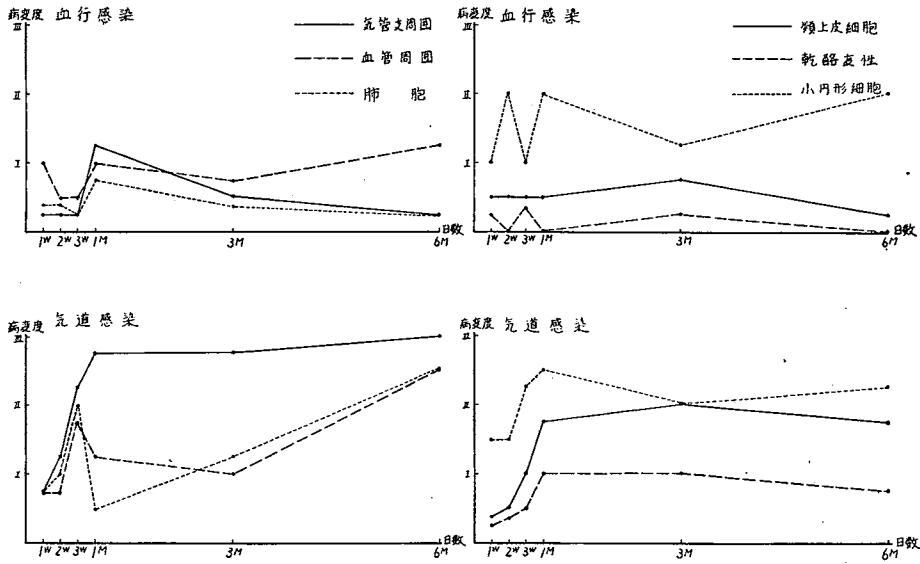 病変度 血行感染
III
II
I
気管支周囲
血管周囲
肺胞
1W 2W 3W 1M 3M 6M 日数
病変度 血行感染
III
II
I
類上皮細胞
乾酪変性
小円形細胞
1W 2W 3W 1M 3M 6M 日数
病変度 気道感染
III
II
I
1W 2W 3W 1M 3M 6M 日数
病変度 気道感染
III
II
I
1W 2W 3W 1M 3M 6M 日数